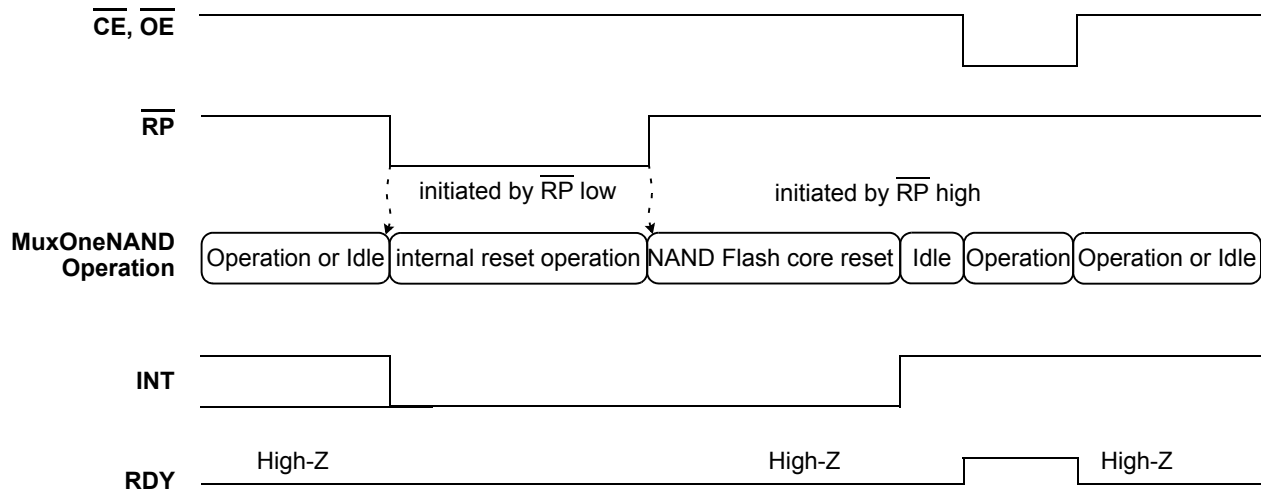 CE, OE
RP
initiated by RP low
initiated by RP high
MuxOneNAND
Operation
Operation or Idle
internal reset operation
NAND Flash core reset
Idle
Operation
Operation or Idle
INT
High-Z
High-Z
High-Z
RDY